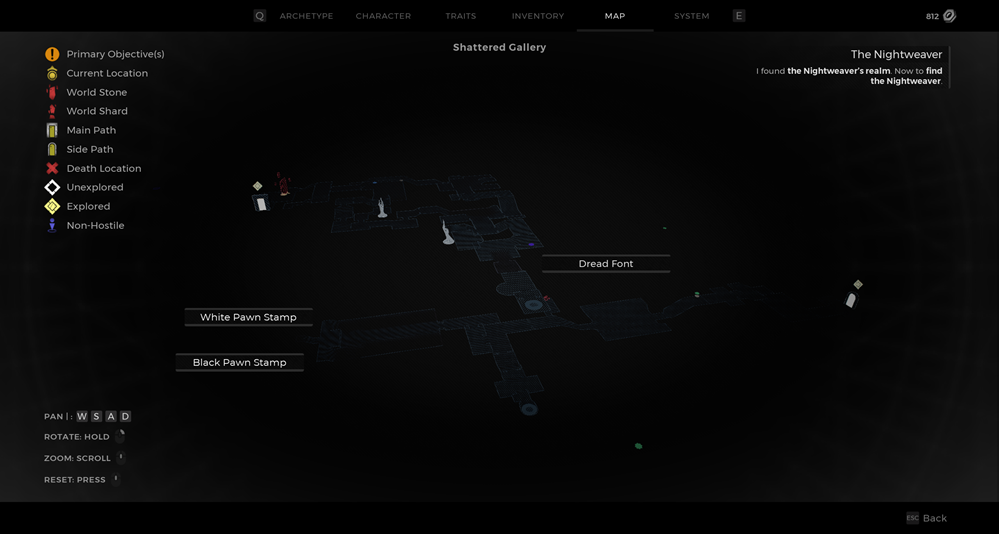 Q ARCHETYPE CHARACTER TRAITS INVENTORY MAP SYSTEM E 812
Shattered Gallery
The Nightweaver
I found the Nightweaver's realm. Now to find
the Nightweaver.
Primary Objective(s)
Current Location
World Stone
World Shard
Main Path
Side Path
Death Location
Unexplored
Explored
Non-Hostile
Dread Font
White Pawn Stamp
Black Pawn Stamp
PAN | : W S A D
ROTATE: HOLD
ZOOM: SCROLL
RESET: PRESS
ESC Back